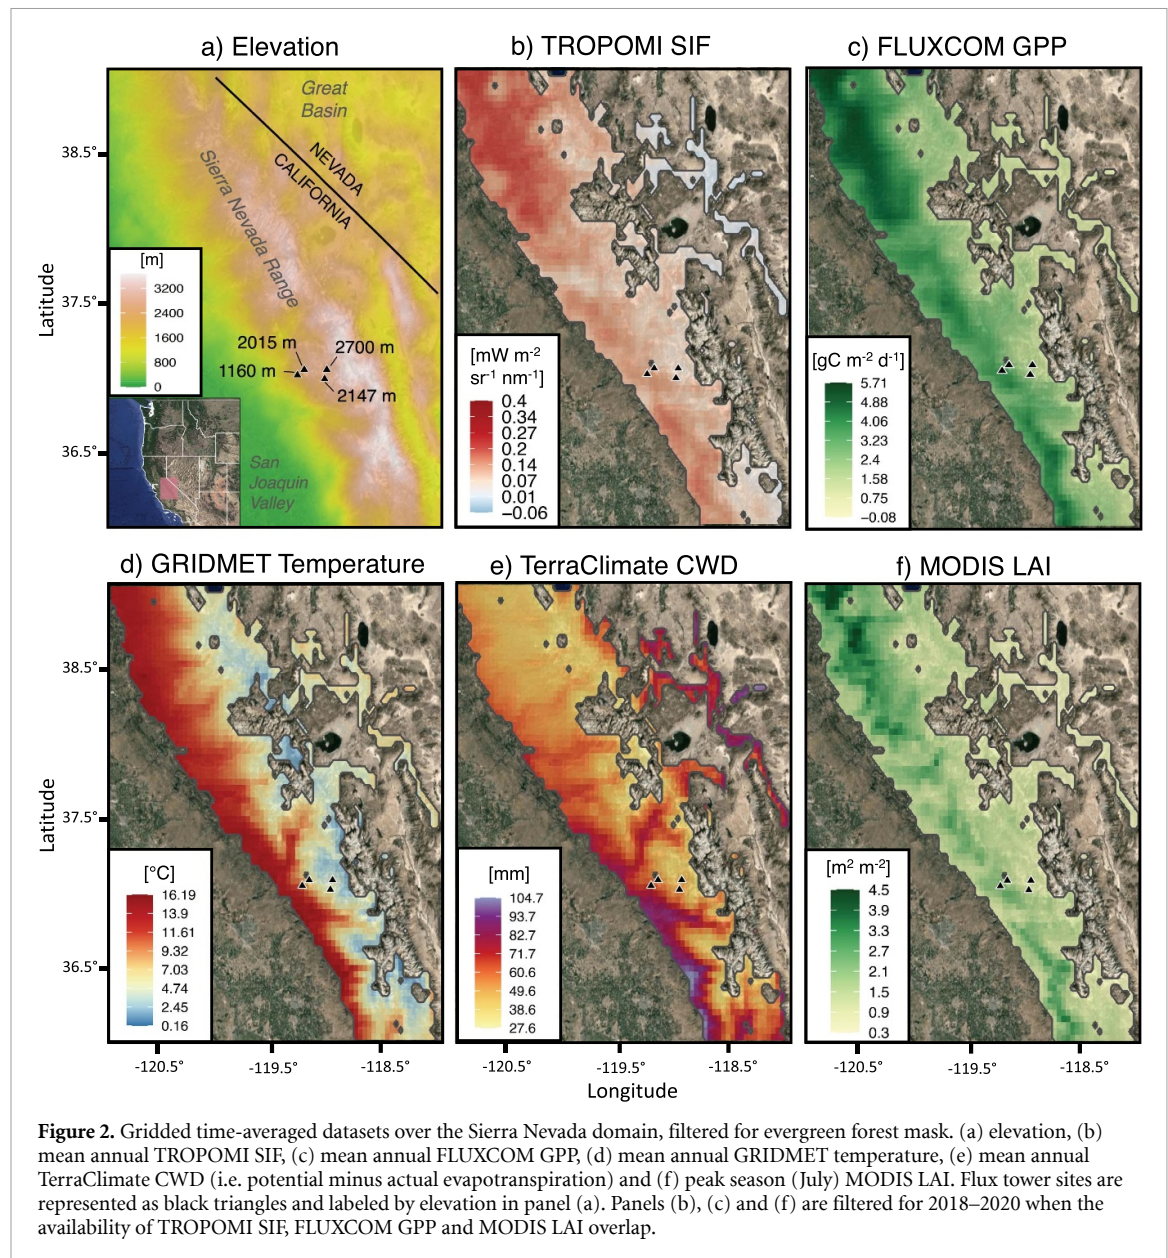 a) Elevation
b) TROPOMI SIF
c) FLUXCOM GPP
Great
Basin
NEVADA
CALIFORNIA
Sierra Nevada Range
38.5°
37.5°
36.5°
Latitude
[m]
3200
2400
1600
800
0
2015 m
2700 m
1160 m
2147 m
San
Joaquin
Valley
[mW m-2
sr-1 nm-1]
0.4
0.34
0.27
0.2
0.14
0.07
0.01
−0.06
[gC m-2 d-1]
5.71
4.88
4.06
3.23
2.4
1.58
0.75
−0.08
d) GRIDMET Temperature
e) TerraClimate CWD
f) MODIS LAI
38.5°
37.5°
36.5°
Latitude
[°C]
16.19
13.9
11.61
9.32
7.03
4.74
2.45
0.16
[mm]
104.7
93.7
82.7
71.7
60.6
49.6
38.6
27.6
[m2 m-2]
4.5
3.9
3.3
2.7
2.1
1.5
0.9
0.3
-120.5° -119.5° -118.5°
-120.5° -119.5° -118.5°
-120.5° -119.5° -118.5°
Longitude
Figure 2. Gridded time-averaged datasets over the Sierra Nevada domain, filtered for evergreen forest mask. (a) elevation, (b)
mean annual TROPOMI SIF, (c) mean annual FLUXCOM GPP, (d) mean annual GRIDMET temperature, (e) mean annual
TerraClimate CWD (i.e. potential minus actual evapotranspiration) and (f) peak season (July) MODIS LAI. Flux tower sites are
represented as black triangles and labeled by elevation in panel (a). Panels (b), (c) and (f) are filtered for 2018–2020 when the
availability of TROPOMI SIF, FLUXCOM GPP and MODIS LAI overlap.